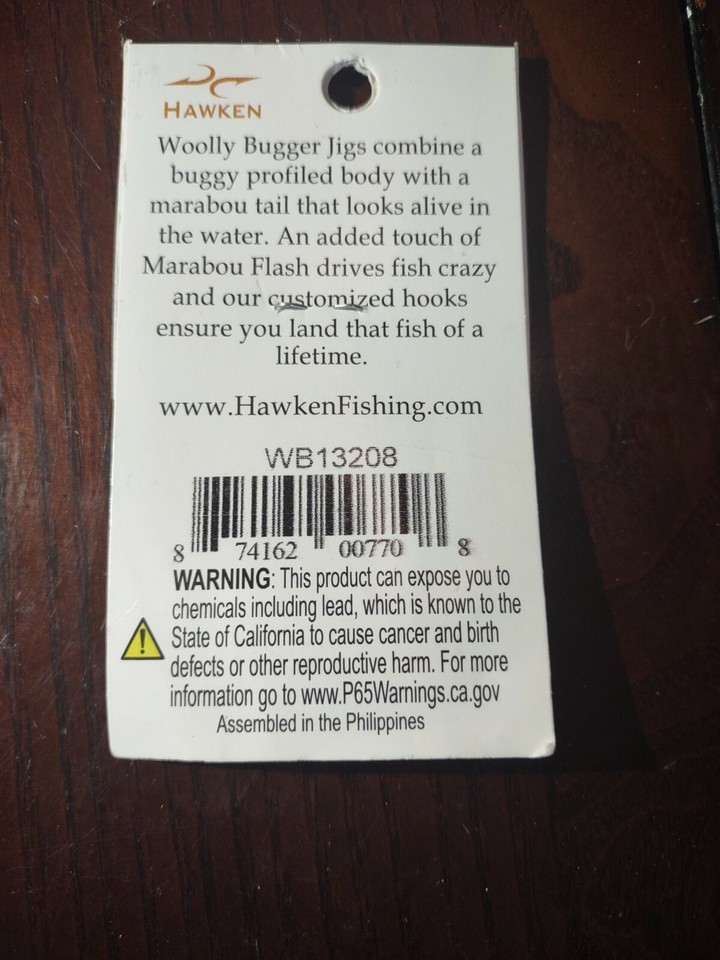 HAWKEN
Woolly Bugger Jigs combine a
buggy profiled body with a
marabou tail that looks alive in
the water. An added touch of
Marabou Flash drives fish crazy
and our customized hooks
ensure you land that fish of a
lifetime.
www.HawkenFishing.com
WB13208
8 74162 00770 8
WARNING: This product can expose you to
chemicals including lead, which is known to the
State of California to cause cancer and birth
defects or other reproductive harm. For more
information go to www.P65Warnings.ca.gov
Assembled in the Philippines